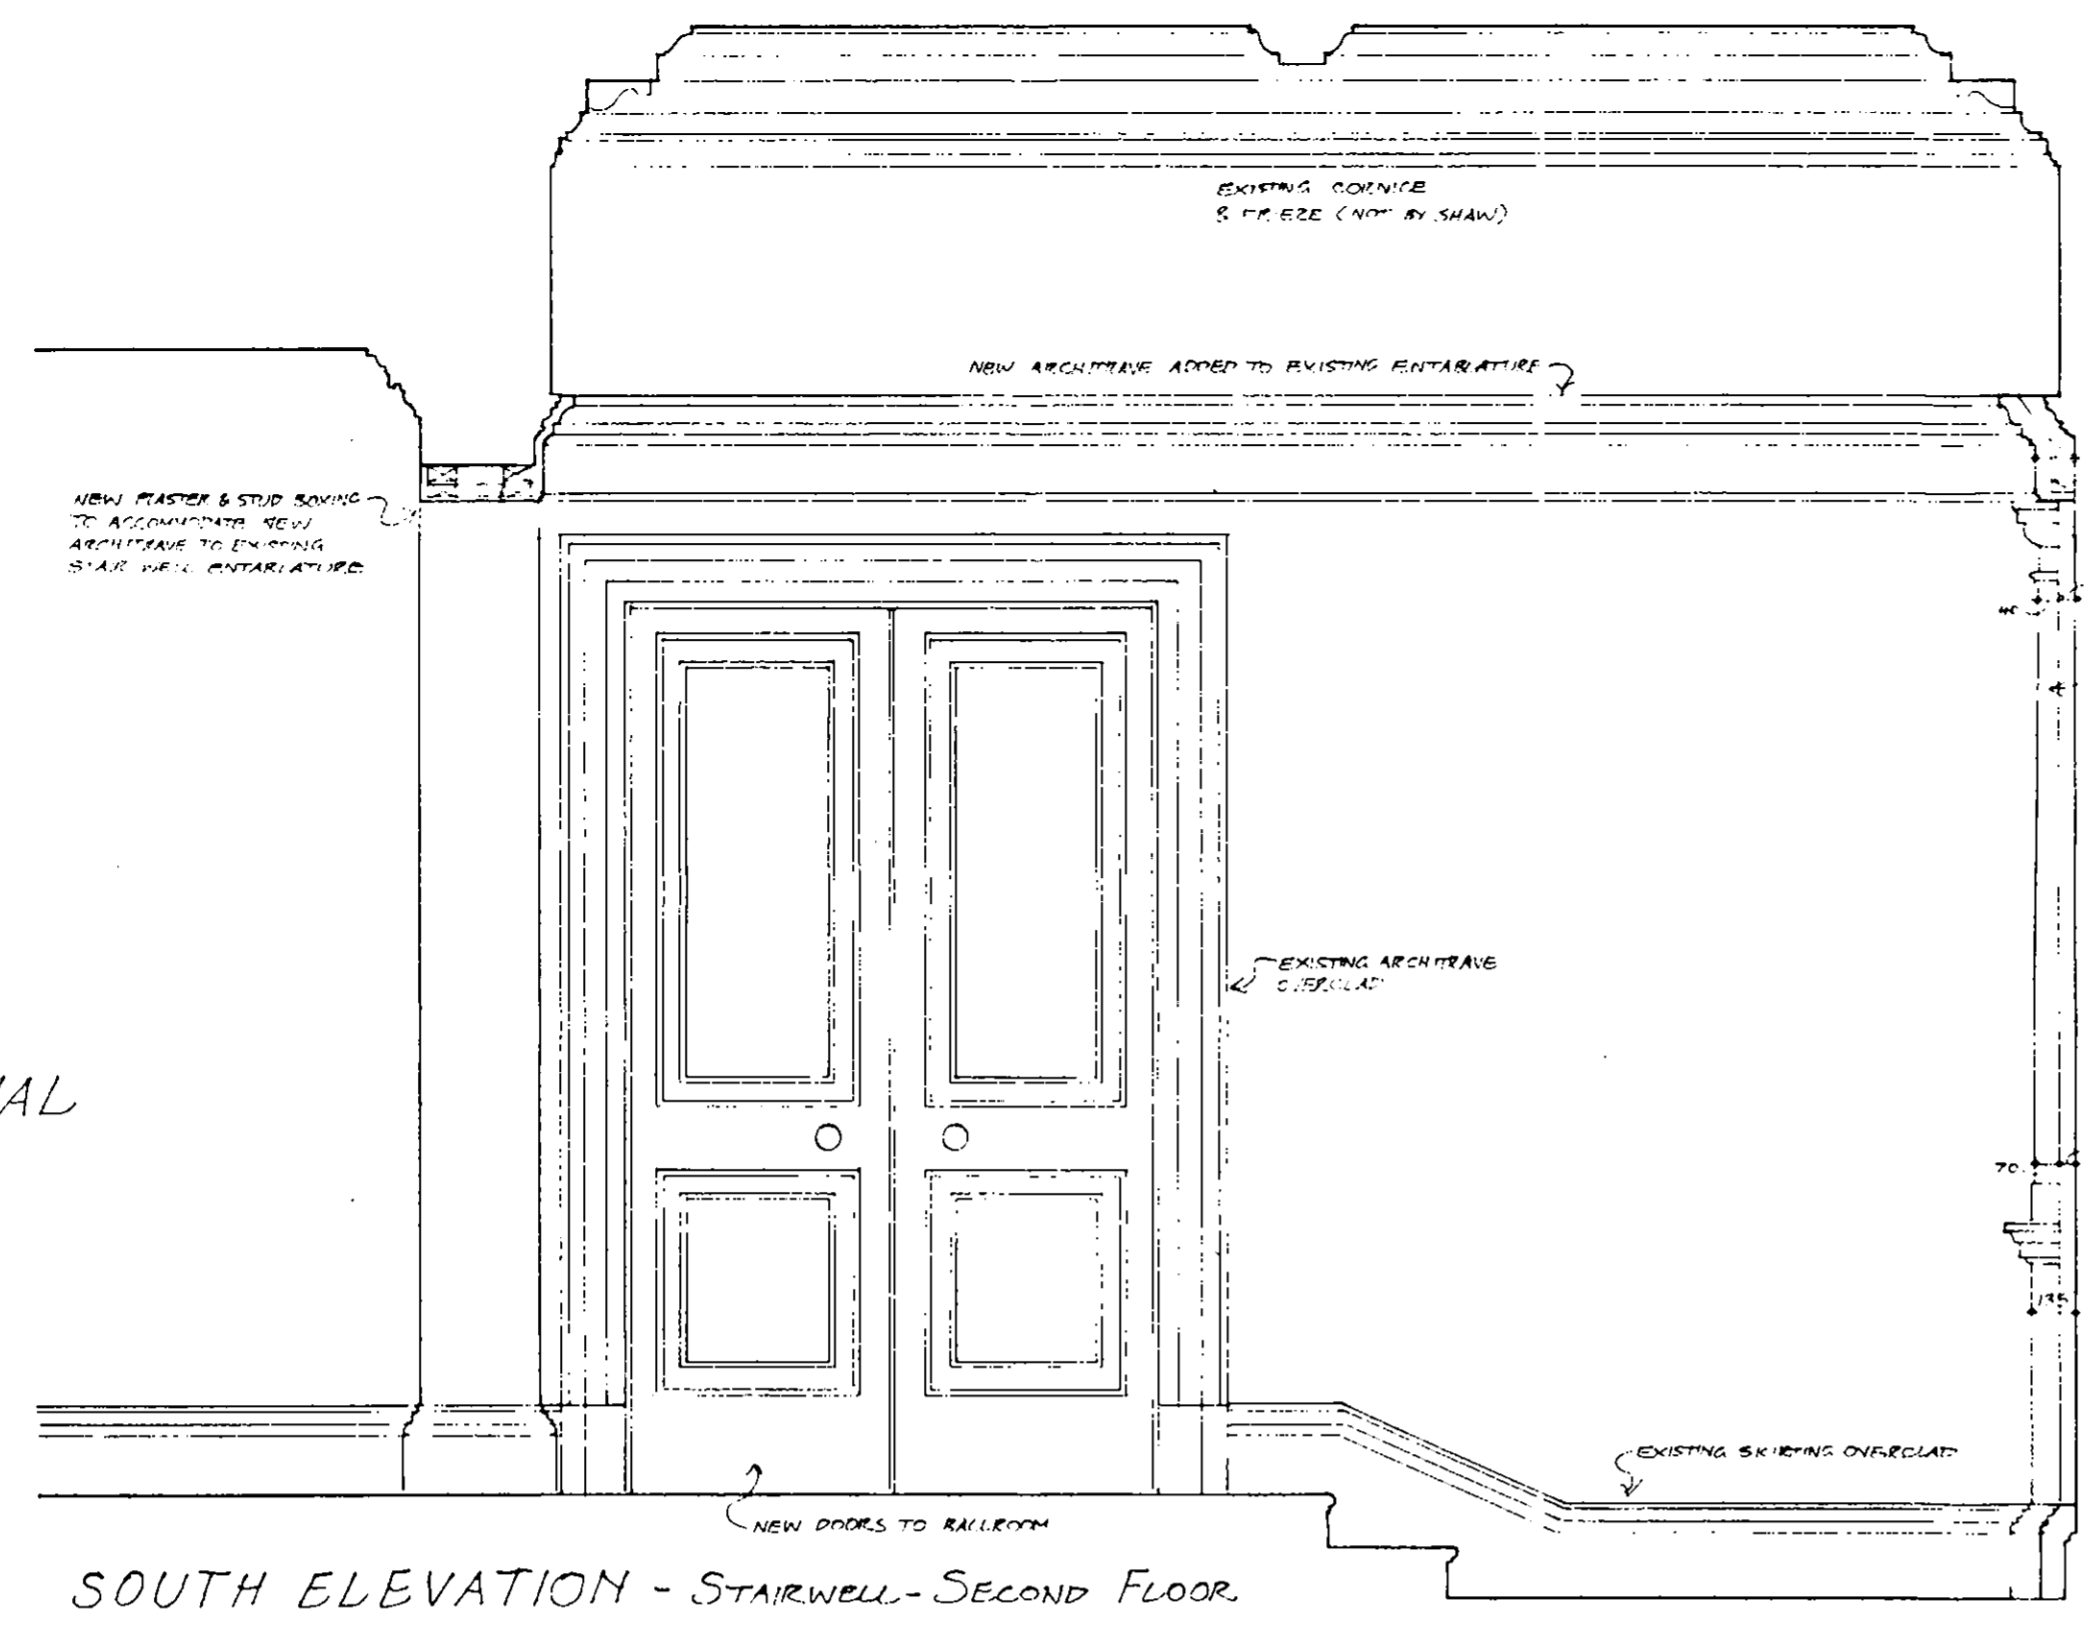 EXISTING CORNICE
& FRIEZE (NOT BY SHAW)
NEW ARCHITRAVE ADDED TO EXISTING ENTABLATURE
NEW PLASTER & STUD BOXING
TO ACCOMMODATE NEW
ARCHITRAVE TO EXISTING
STAIR WELL ENTABLATURE
40
EXISTING ARCHITRAVE
OVERCLAD
AL
70
135
EXISTING SKIRTING OVERCLAD
NEW DOORS TO BALLROOM
SOUTH ELEVATION - STAIRWELL - SECOND FLOOR